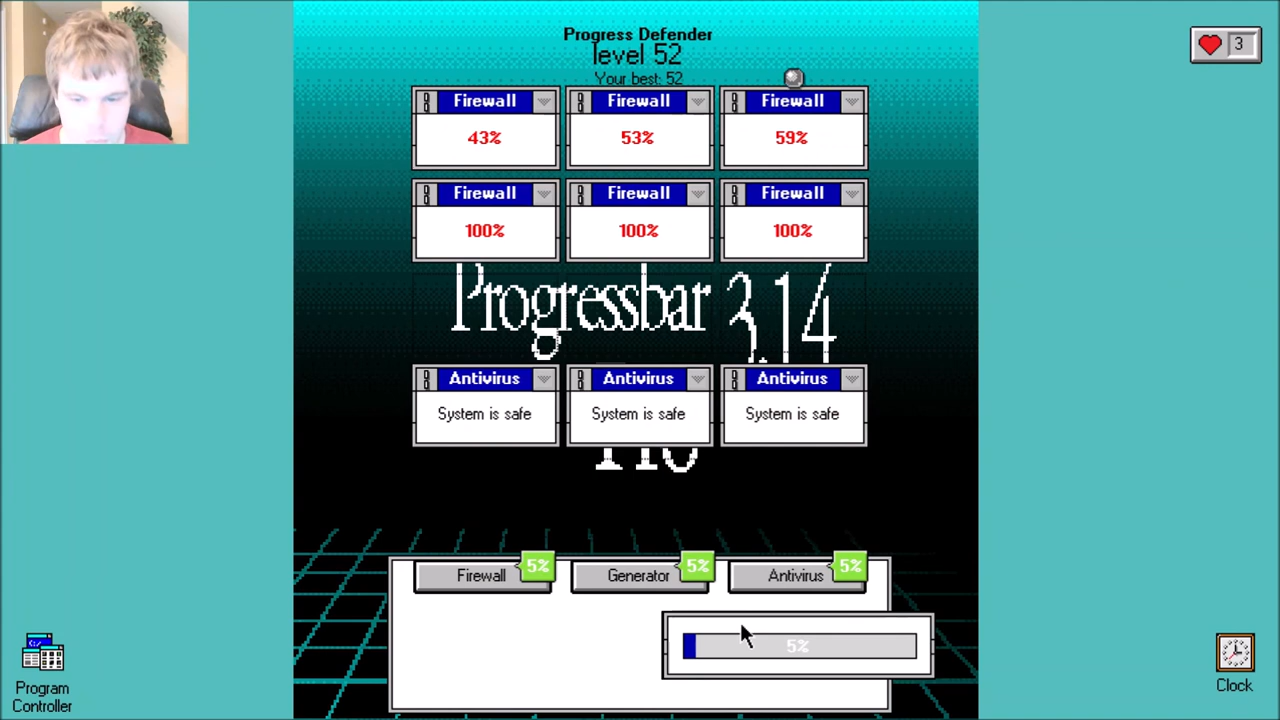 Progress Defender
level 52
Your best: 52
3
Firewall Firewall Firewall
43% 53% 59%
Firewall Firewall Firewall
100% 100% 100%
Progressbar 3.14
Antivirus Antivirus Antivirus
System is safe System is safe System is safe
5% 5% 5%
Firewall Generator Antivirus
5%
Program
Controller
Clock